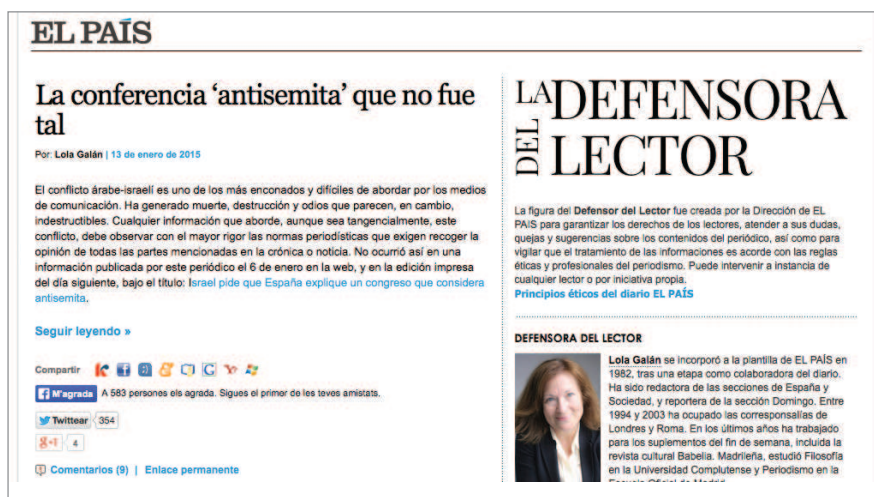 EL PAÍS
La conferencia ‘antisemita’ que no fue
tal
Por: Lola Galán | 13 de enero de 2015
El conflicto árabe-israelí es uno de los más enconados y difíciles de abordar por los medios
de comunicación. Ha generado muerte, destrucción y odios que parecen, en cambio,
indestructibles. Cualquier información que aborde, aunque sea tangencialmente, este
conflicto, debe observar con el mayor rigor las normas periodísticas que exigen recoger la
opinión de todas las partes mencionadas en la crónica o noticia. No ocurrió así en una
información publicada por este periódico el 6 de enero en la web, y en la edición impresa
del día siguiente, bajo el título: Israel pide que España explique un congreso que considera
antisemita.
Seguir leyendo »
Compartir
M'agrada A 583 persones els agrada. Sigues el primer de les teves amistats.
Twittear 354
g+1 4
Comentarios (9) | Enlace permanente
LA DEFENSORA
DEL LECTOR
La figura del Defensor del Lector fue creada por la Dirección de EL
PAIS para garantizar los derechos de los lectores, atender a sus dudas,
quejas y sugerencias sobre los contenidos del periódico, así como para
vigilar que el tratamiento de las informaciones es acorde con las reglas
éticas y profesionales del periodismo. Puede intervenir a instancia de
cualquier lector o por iniciativa propia.
Principios éticos del diario EL PAÍS
DEFENSORA DEL LECTOR
Lola Galán se incorporó a la plantilla de EL PAÍS en
1982, tras una etapa como colaboradora del diario.
Ha sido redactora de las secciones de España y
Sociedad, y reportera de la sección Domingo. Entre
1994 y 2003 ha ocupado las corresponsalías de
Londres y Roma. En los últimos años ha trabajado
para los suplementos del fin de semana, incluida la
revista cultural Babelia. Madrileña, estudió Filosofía
en la Universidad Complutense y Periodismo en la
Escuela Oficial de Madrid